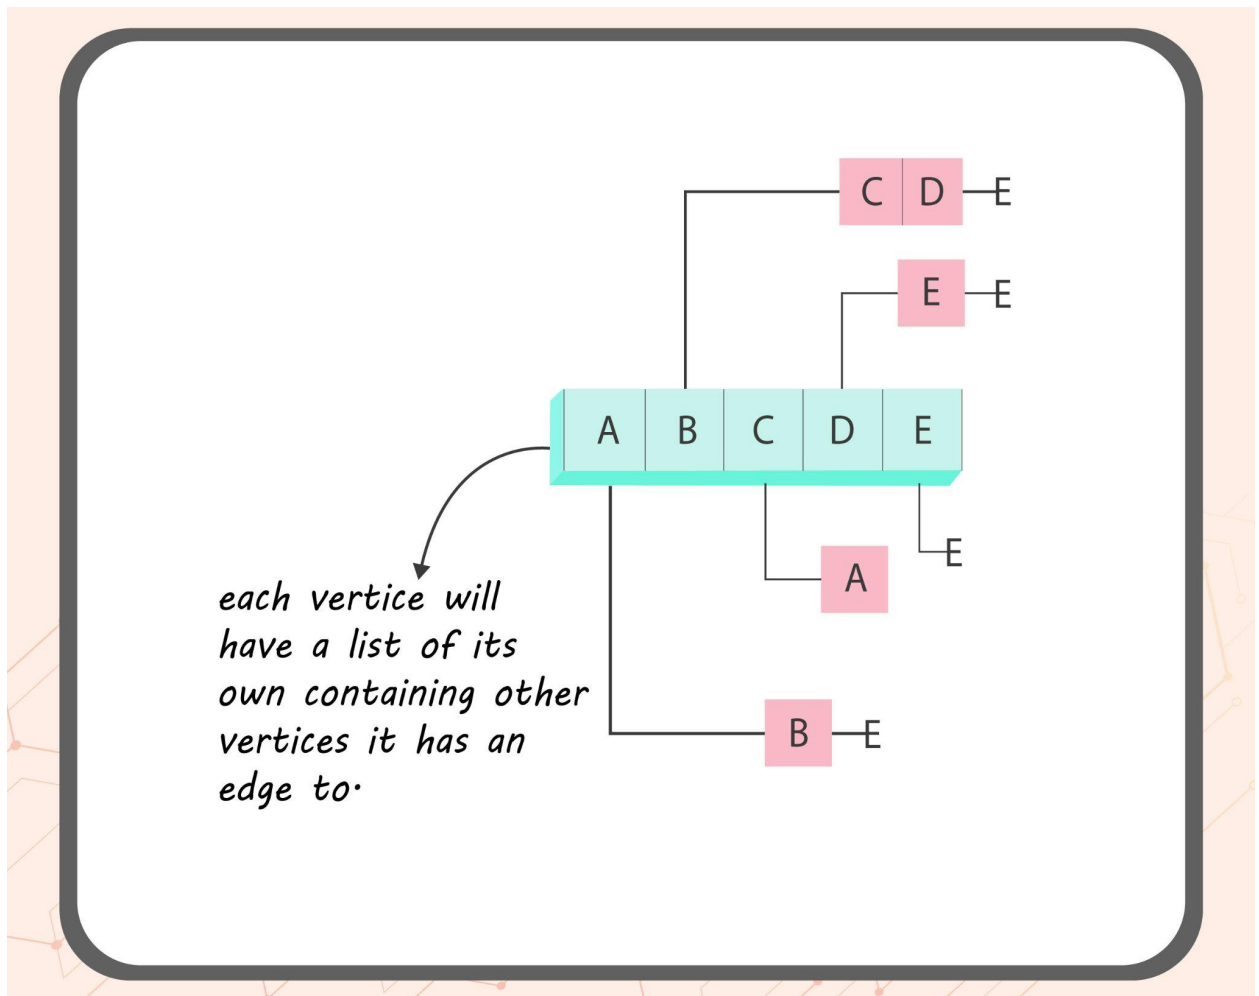 C D E
E E
A B C D E
E
A
each vertice will
have a list of its
own containing other
B E
vertices it has an
edge to.